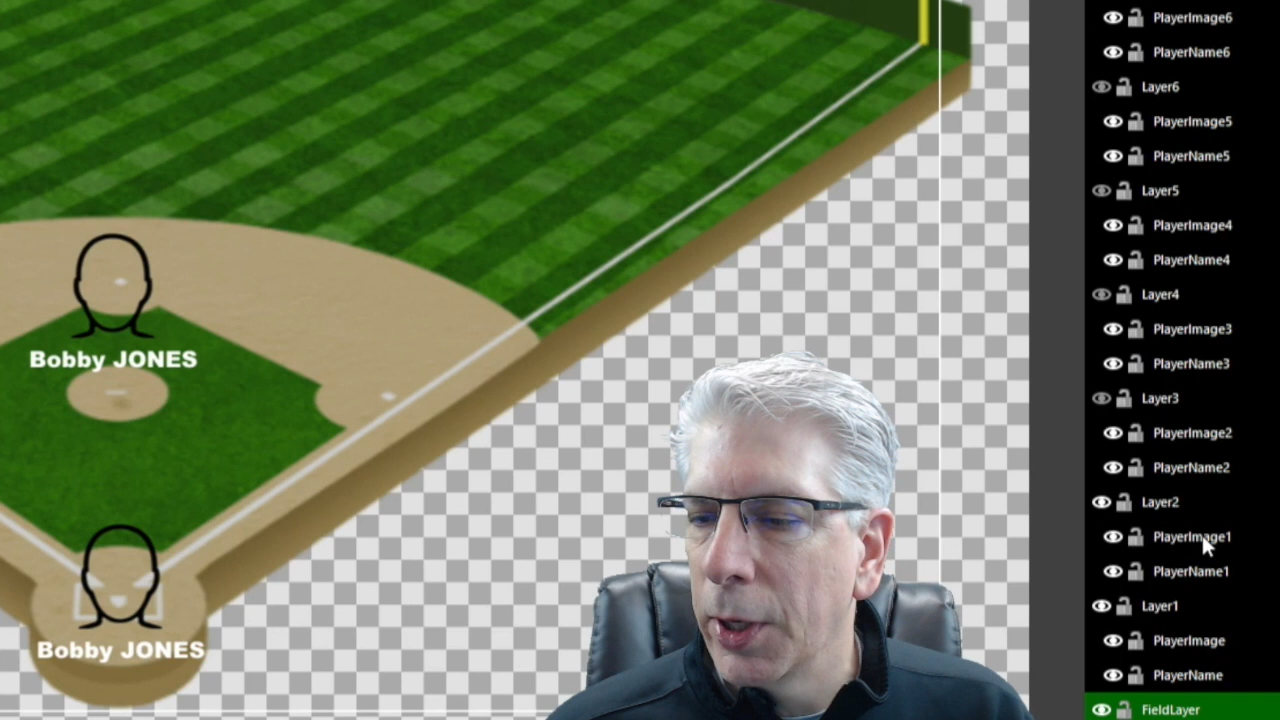 Bobby JONES
Bobby JONES
PlayerImage6
PlayerName6
Layer6
PlayerImage5
PlayerName5
Layer5
PlayerImage4
PlayerName4
Layer4
PlayerImage3
PlayerName3
Layer3
PlayerImage2
PlayerName2
Layer2
PlayerImage1
PlayerName1
Layer1
PlayerImage
PlayerName
FieldLayer